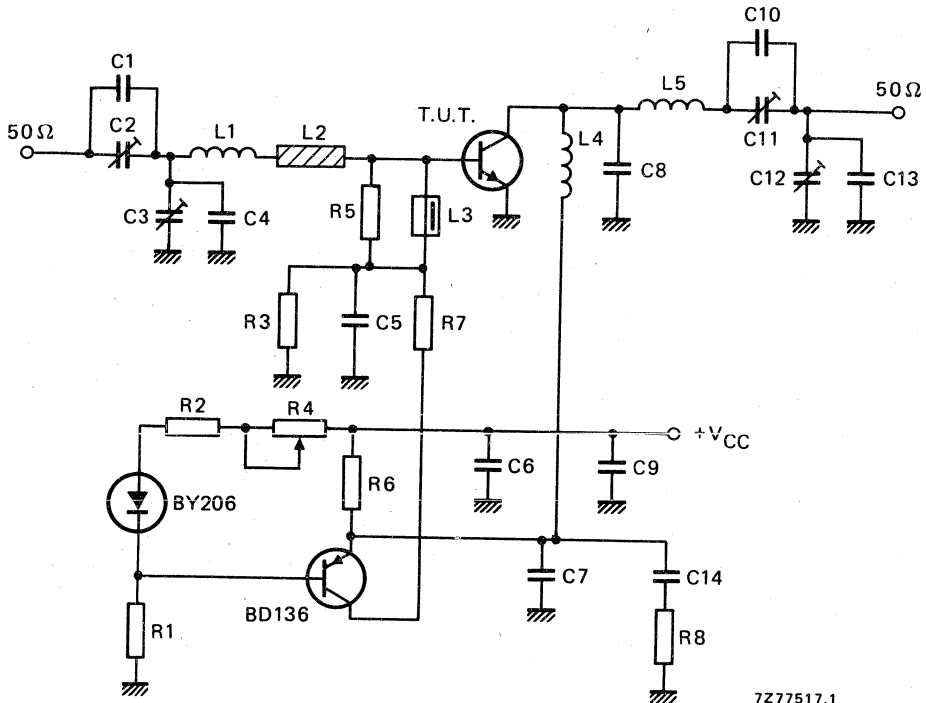 C10
C1
L5
50Ω
C2
T.U.T.
50Ω
L1
L2
L4
C11
C8
C12
C13
R5
L3
C3
C4
R3
C5
R7
R2
R4
+VCC
C6
C9
R6
BY206
C7
C14
BD136
R1
R8
7Z77517.1